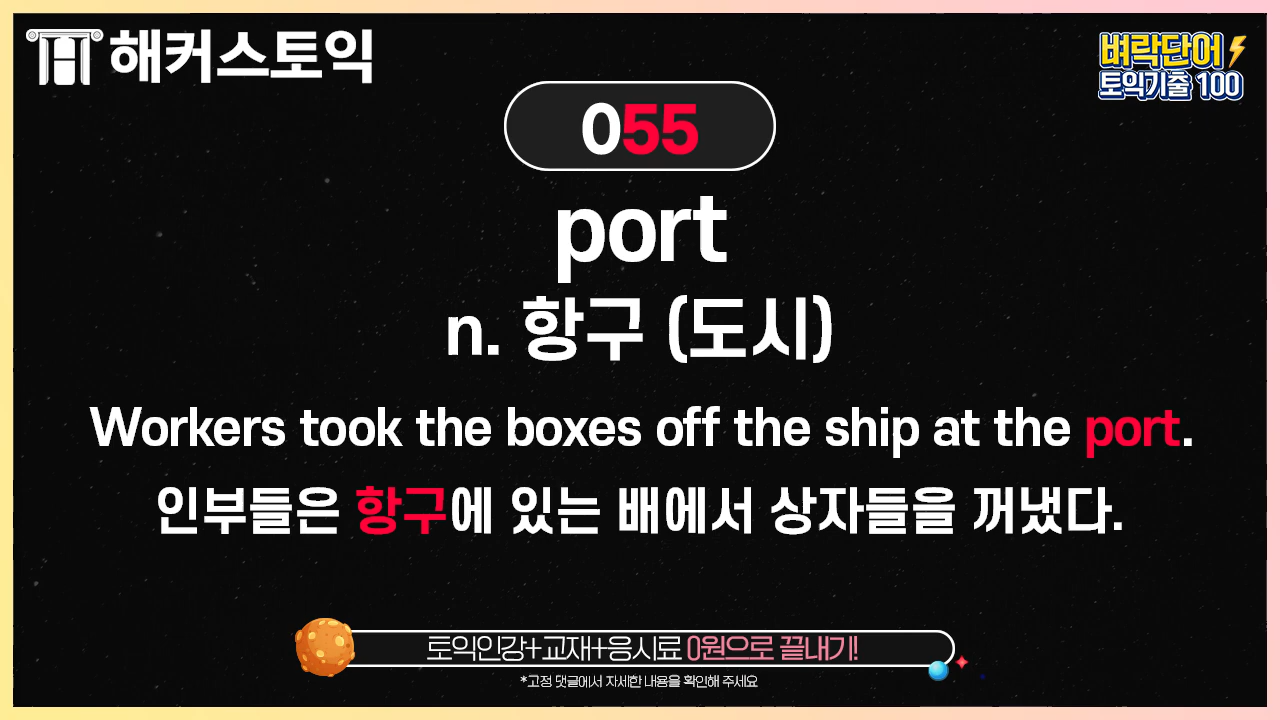 해커스토익
벼락단어
토익기출 100
055
port
n. 항구 (도시)
Workers took the boxes off the ship at the port.
인부들은 항구에 있는 배에서 상자들을 꺼냈다.
토익인강+교재+응시료 0원으로 끝내기!
*고정 댓글에서 자세한 내용을 확인해 주세요